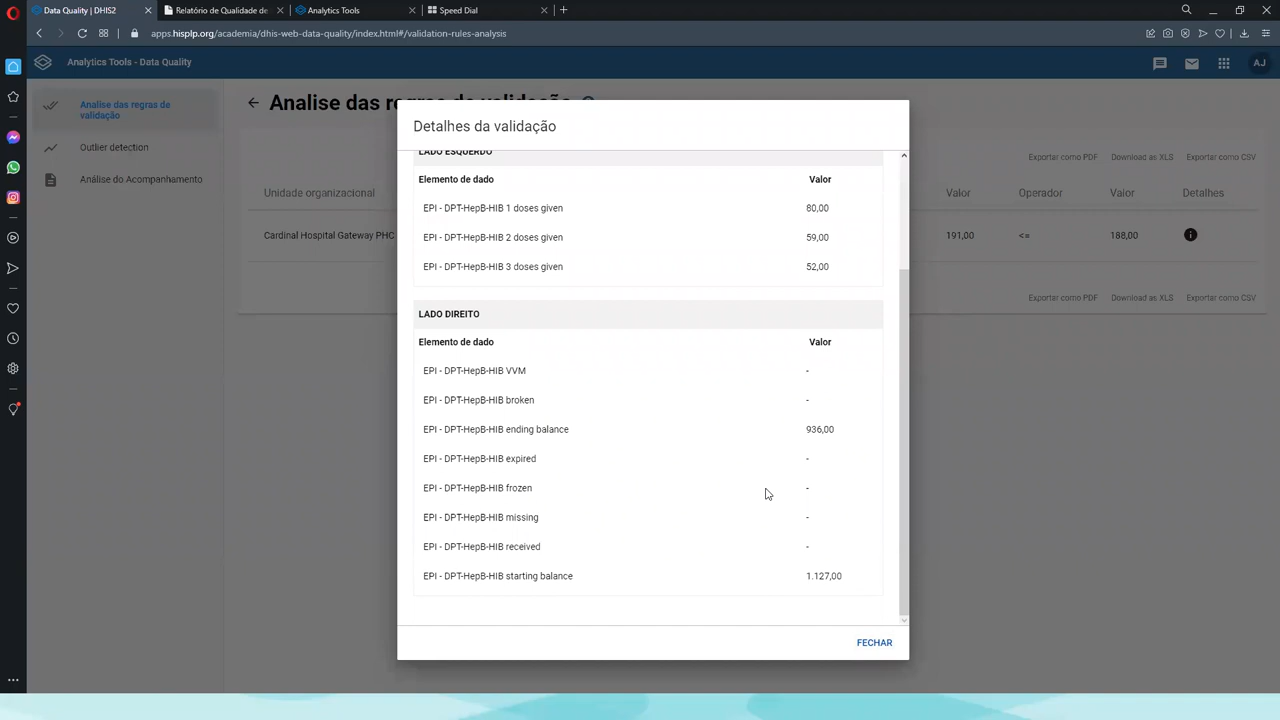 Data Quality | DHIS2
Relatório de Qualidade de
Analytics Tools
Speed Dial
apps.hisplp.org/academia/dhis-web-data-quality/index.html#/validation-rules-analysis
Analytics Tools - Data Quality
AJ
Analise das regras de validação
Analise das regras de
validação
Outlier detection
Análise do Acompanhamento
Exportar como PDF
Download as XLS
Exportar como CSV
Unidade organizacional
Valor
Operador
Valor
Detalhes
Cardinal Hospital Gateway PHC
191,00
<=
188,00
Exportar como PDF
Download as XLS
Exportar como CSV
Detalhes da validação
LADO ESQUERDO
Elemento de dado Valor
EPI - DPT-HepB-HIB 1 doses given 80,00
EPI - DPT-HepB-HIB 2 doses given 59,00
EPI - DPT-HepB-HIB 3 doses given 52,00
LADO DIREITO
Elemento de dado Valor
EPI - DPT-HepB-HIB VVM -
EPI - DPT-HepB-HIB broken -
EPI - DPT-HepB-HIB ending balance 936,00
EPI - DPT-HepB-HIB expired -
EPI - DPT-HepB-HIB frozen -
EPI - DPT-HepB-HIB missing -
EPI - DPT-HepB-HIB received -
EPI - DPT-HepB-HIB starting balance 1.127,00
FECHAR